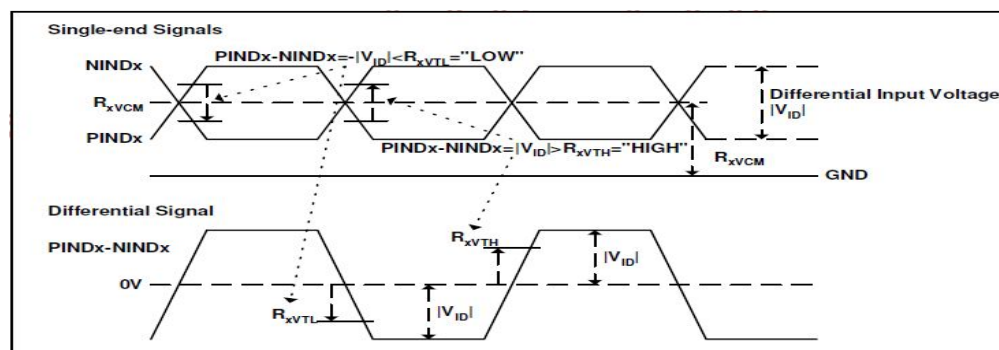 Single-end Signals
PINDx-NINDx=-|VID|<RxVTL="LOW"
NINDx
RxVCM
Differential Input Voltage
|VID|
PINDx
PINDx-NINDx=|VID|>RxVTH="HIGH"
RxVCM
GND
Differential Signal
PINDx-NINDx
RxVTH
|VID|
0V
RxVTL
|VID|